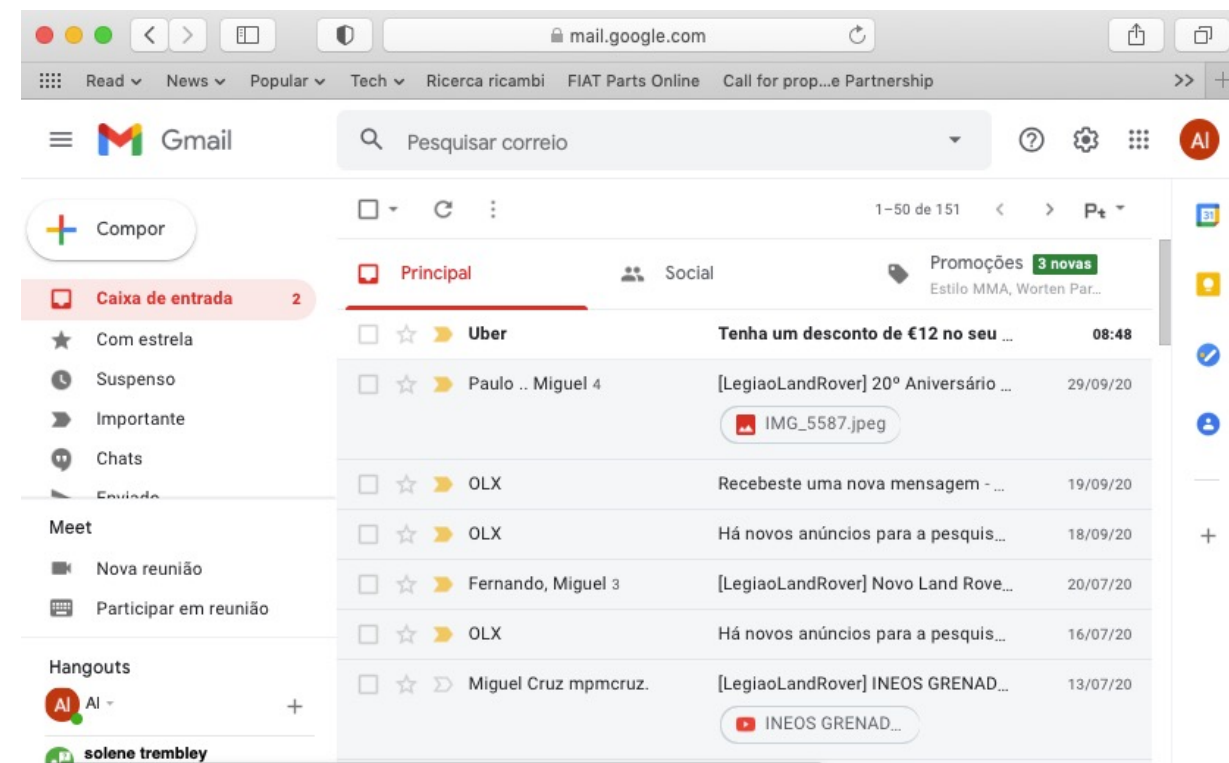 mail.google.com
Read News Popular Tech Ricerca ricambi FIAT Parts Online Call for prop...e Partnership >>
Gmail
Pesquisar correio
AI
Compor
1–50 de 151
Caixa de entrada 2
Com estrela
Suspenso
Importante
Chats
Enviado
Meet
Nova reunião
Participar em reunião
Hangouts
AI AI
solene trembley
Principal
Social
Promoções 3 novas
Estilo MMA, Worten Par...
Uber Tenha um desconto de €12 no seu ... 08:48
Paulo .. Miguel 4 [LegiaoLandRover] 20º Aniversário ... 29/09/20
IMG_5587.jpeg
OLX Recebeste uma nova mensagem - ... 19/09/20
OLX Há novos anúncios para a pesquis... 18/09/20
Fernando, Miguel 3 [LegiaoLandRover] Novo Land Rove... 20/07/20
OLX Há novos anúncios para a pesquis... 16/07/20
Miguel Cruz mpmcruz. [LegiaoLandRover] INEOS GRENAD... 13/07/20
INEOS GRENAD...
31